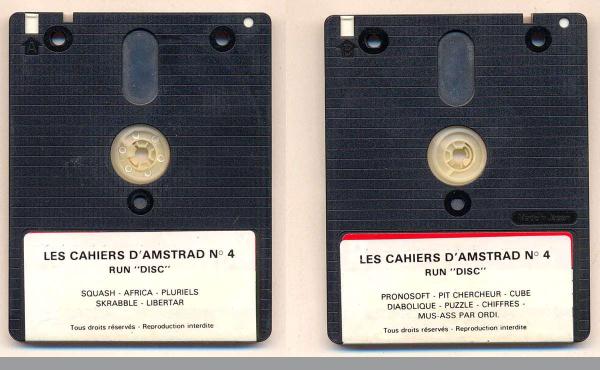 A
LES CAHIERS D'AMSTRAD N° 4
RUN "DISC"
SQUASH - AFRICA - PLURIELS
SKRABBLE - LIBERTAR
Tous droits réservés - Reproduction interdite
B
Made in Japan
LES CAHIERS D'AMSTRAD N° 4
RUN "DISC"
PRONOSOFT - PIT CHERCHEUR - CUBE
DIABOLIQUE - PUZZLE - CHIFFRES -
MUS-ASS PAR ORDI.
Tous droits réservés - Reproduction interdite